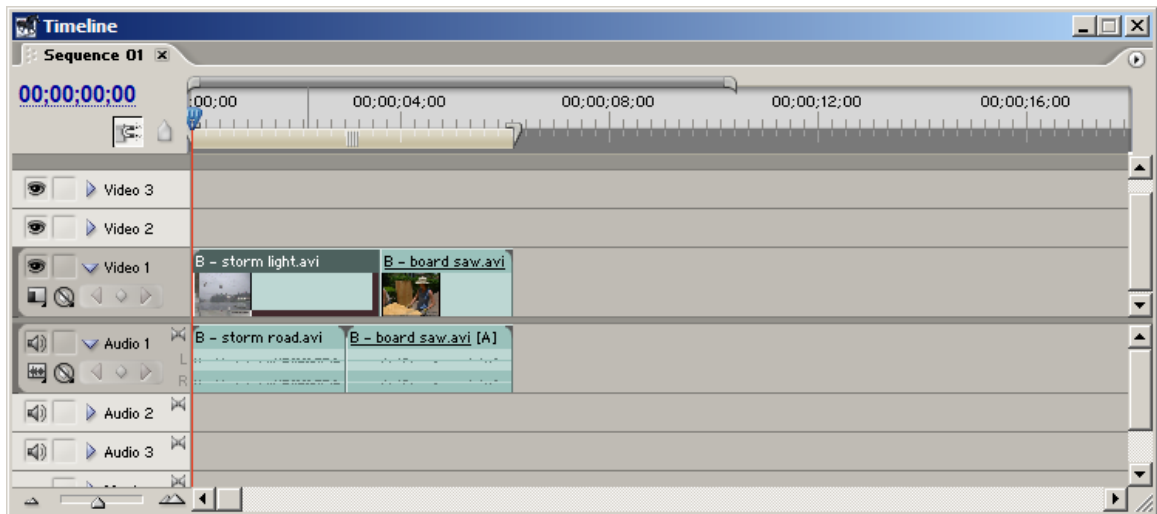 Timeline
Sequence 01
00;00;00;00
;00;00 00;00;04;00 00;00;08;00 00;00;12;00 00;00;16;00
Video 3
Video 2
Video 1 B - storm light.avi B - board saw.avi
Audio 1 B - storm road.avi B - board saw.avi [A]
L
R
Audio 2
Audio 3